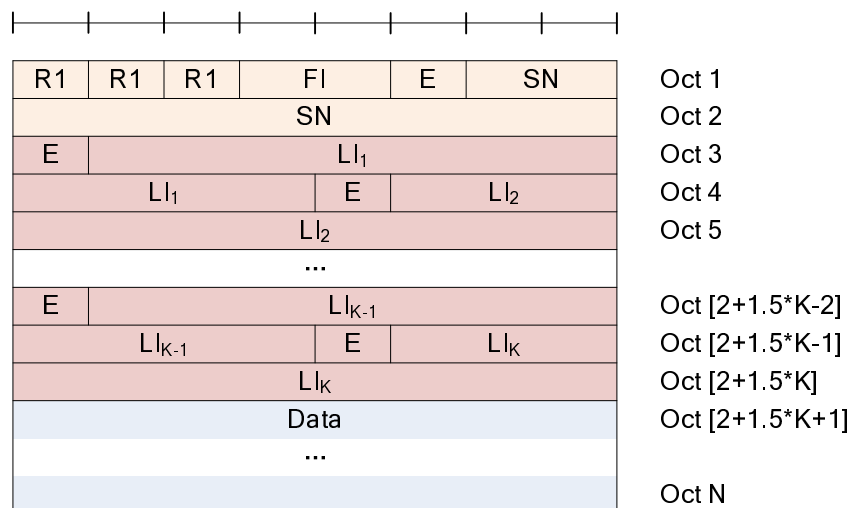 R1 R1 R1 FI E SN Oct 1
SN Oct 2
E LI₁ Oct 3
LI₁ E LI₂ Oct 4
LI₂ Oct 5
...
E LIK-1 Oct [2+1.5*K-2]
LIK-1 E LIK Oct [2+1.5*K-1]
LIK Oct [2+1.5*K]
Data Oct [2+1.5*K+1]
...
Oct N